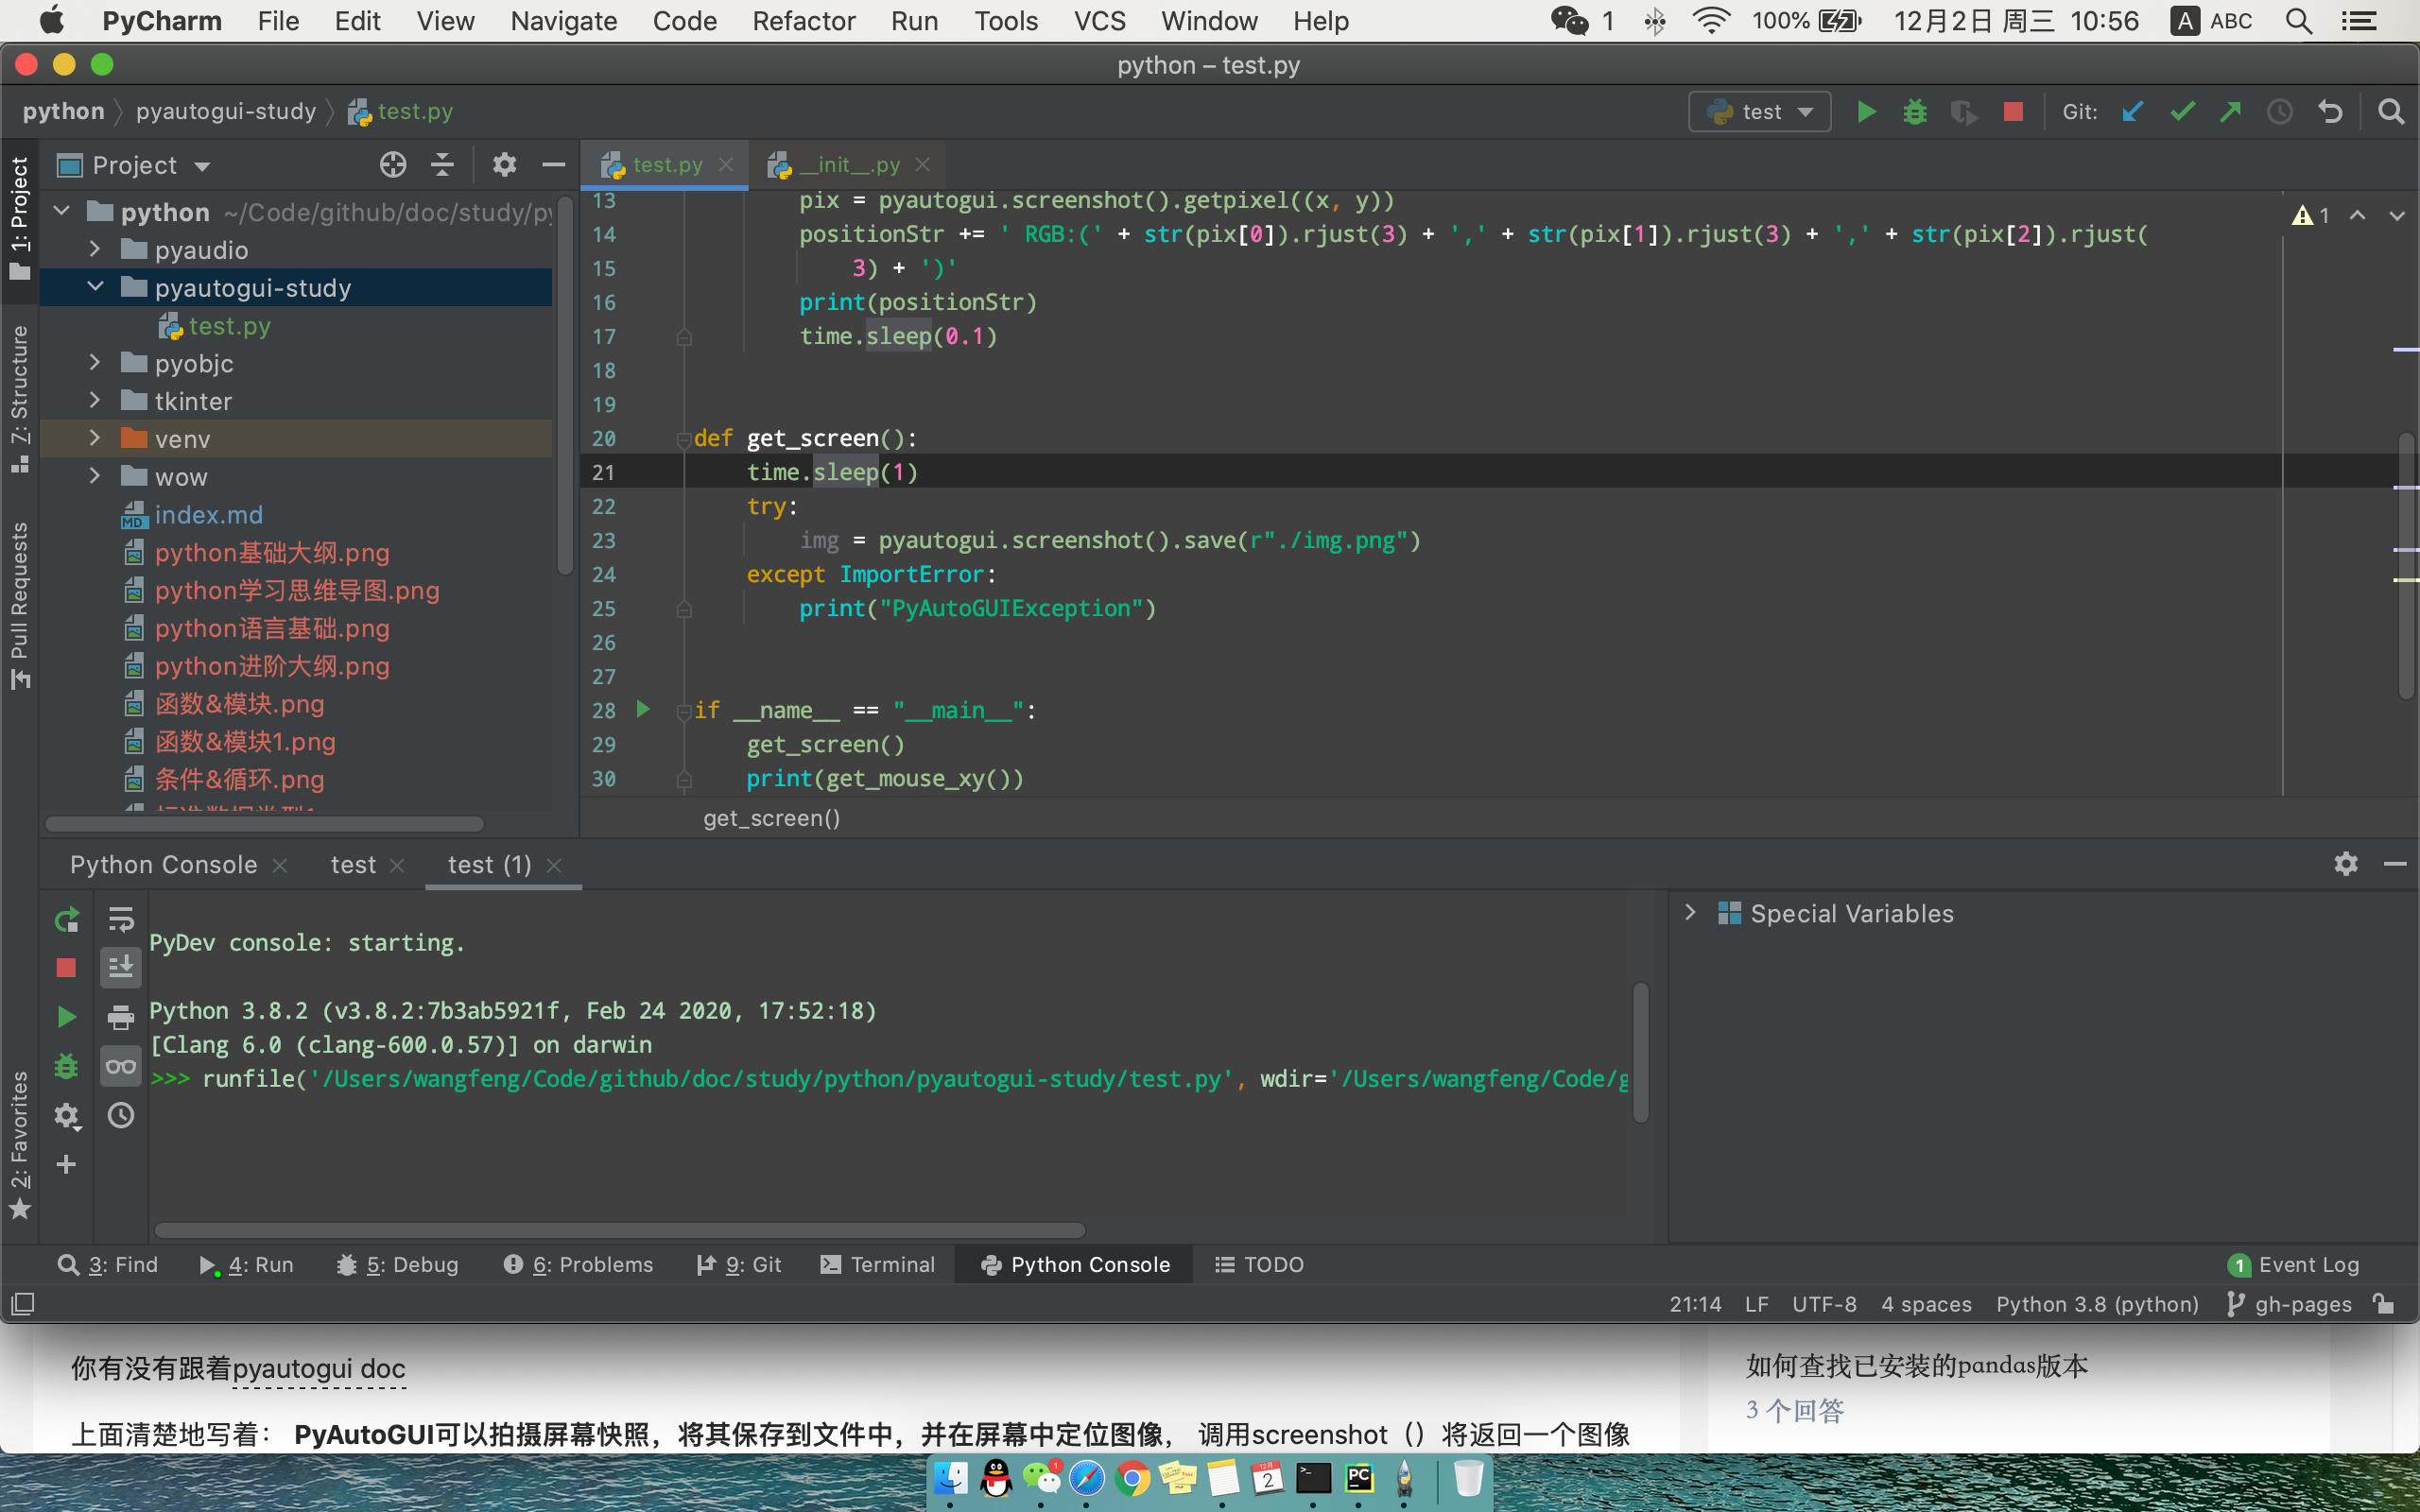 PyCharm File Edit View Navigate Code Refactor Run Tools VCS Window Help 1 100% 12月2日 周三 10:56 A ABC
python – test.py
python pyautogui-study test.py test Git:
1: Project
7: Structure
Pull Requests
2: Favorites
Project
python ~/Code/github/doc/study/py
pyaudio
pyautogui-study
test.py
pyobjc
tkinter
venv
wow
index.md
python基础大纲.png
python学习思维导图.png
python语言基础.png
python进阶大纲.png
函数&模块.png
函数&模块1.png
条件&循环.png
test.py __init__.py
1
13 pix = pyautogui.screenshot().getpixel((x, y))
14 positionStr += ' RGB:(' + str(pix[0]).rjust(3) + ',' + str(pix[1]).rjust(3) + ',' + str(pix[2]).rjust(
15 3) + ')'
16 print(positionStr)
17 time.sleep(0.1)
18
19
20 def get_screen():
21 time.sleep(1)
22 try:
23 img = pyautogui.screenshot().save(r"./img.png")
24 except ImportError:
25 print("PyAutoGUIException")
26
27
28 if __name__ == "__main__":
29 get_screen()
30 print(get_mouse_xy())
get_screen()
Python Console test test (1)
PyDev console: starting.
Python 3.8.2 (v3.8.2:7b3ab5921f, Feb 24 2020, 17:52:18)
[Clang 6.0 (clang-600.0.57)] on darwin
>>> runfile('/Users/wangfeng/Code/github/doc/study/python/pyautogui-study/test.py', wdir='/Users/wangfeng/Code/g
Special Variables
3: Find 4: Run 5: Debug 6: Problems 9: Git Terminal Python Console TODO 1 Event Log
21:14 LF UTF-8 4 spaces Python 3.8 (python) gh-pages
你有没有跟着pyautogui doc
上面清楚地写着： PyAutoGUI可以拍摄屏幕快照，将其保存到文件中，并在屏幕中定位图像， 调用screenshot（）将返回一个图像
如何查找已安装的pandas版本
3 个回答
1
12月
2
PC